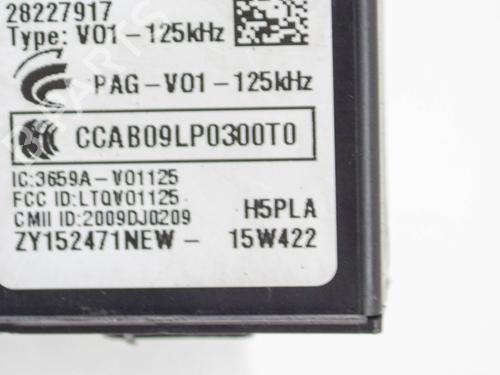 28227917
Type: V01-125kHz
PAG-V01-125kHz
CCAB09LP0300T0
IC:3659A-V01125
FCC ID:LTQV01125
CMII ID:2009DJ0209
H5PLA
ZY152471NEW- 15W422